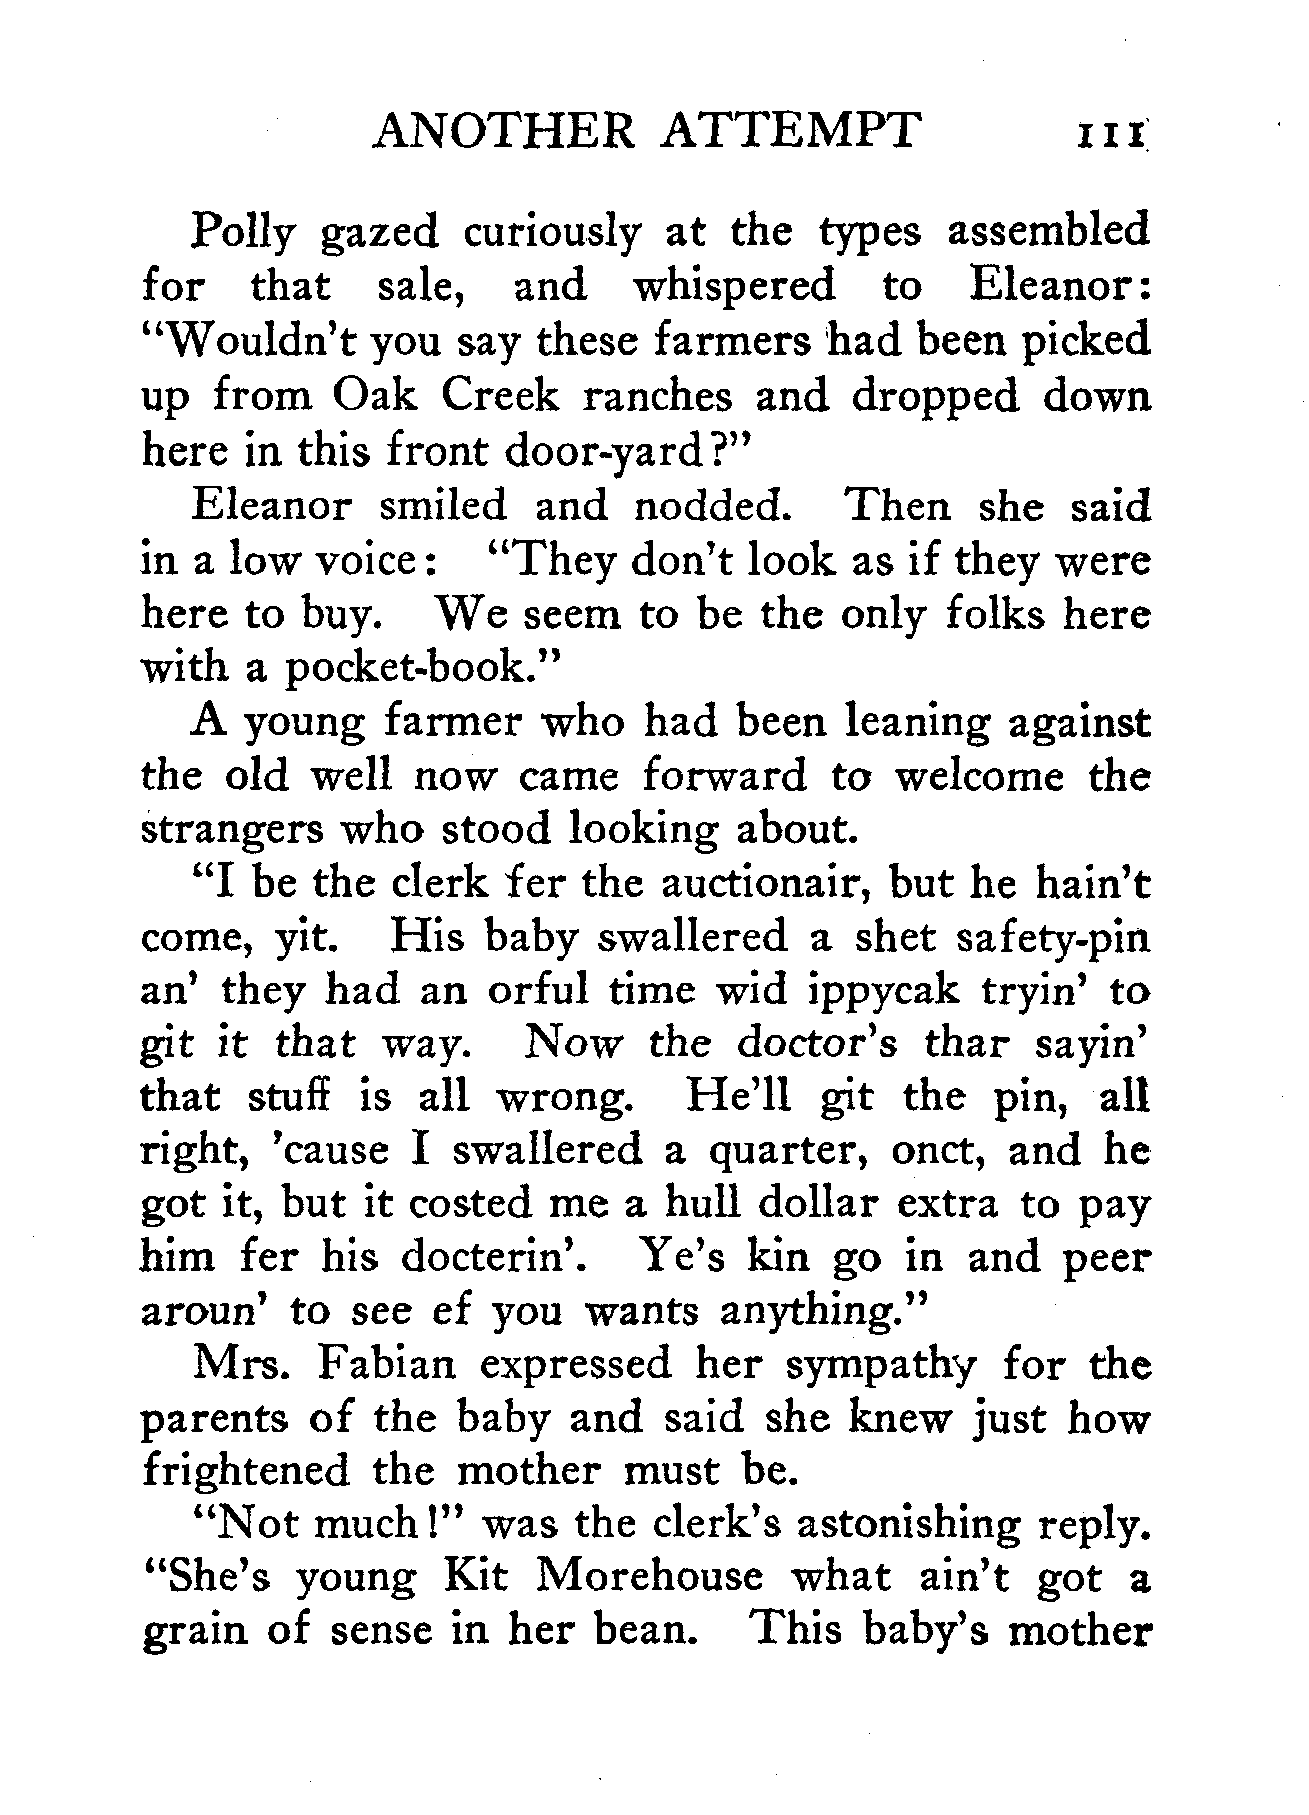 ANOTHER ATTEMPT 111
Polly gazed curiously at the types assembled
for that sale, and whispered to Eleanor:
“Wouldn’t you say these farmers had been picked
up from Oak Creek ranches and dropped down
here in this front door-yard?”
Eleanor smiled and nodded. Then she said
in a low voice: “They don’t look as if they were
here to buy. We seem to be the only folks here
with a pocket-book.”
A young farmer who had been leaning against
the old well now came forward to welcome the
strangers who stood looking about.
“I be the clerk fer the auctionair, but he hain’t
come, yit. His baby swallered a shet safety-pin
an’ they had an orful time wid ippycak tryin’ to
git it that way. Now the doctor’s thar sayin’
that stuff is all wrong. He’ll git the pin, all
right, ’cause I swallered a quarter, onct, and he
got it, but it costed me a hull dollar extra to pay
him fer his docterin’. Ye’s kin go in and peer
aroun’ to see ef you wants anything.”
Mrs. Fabian expressed her sympathy for the
parents of the baby and said she knew just how
frightened the mother must be.
“Not much!” was the clerk’s astonishing reply.
“She’s young Kit Morehouse what ain’t got a
grain of sense in her bean. This baby’s mother